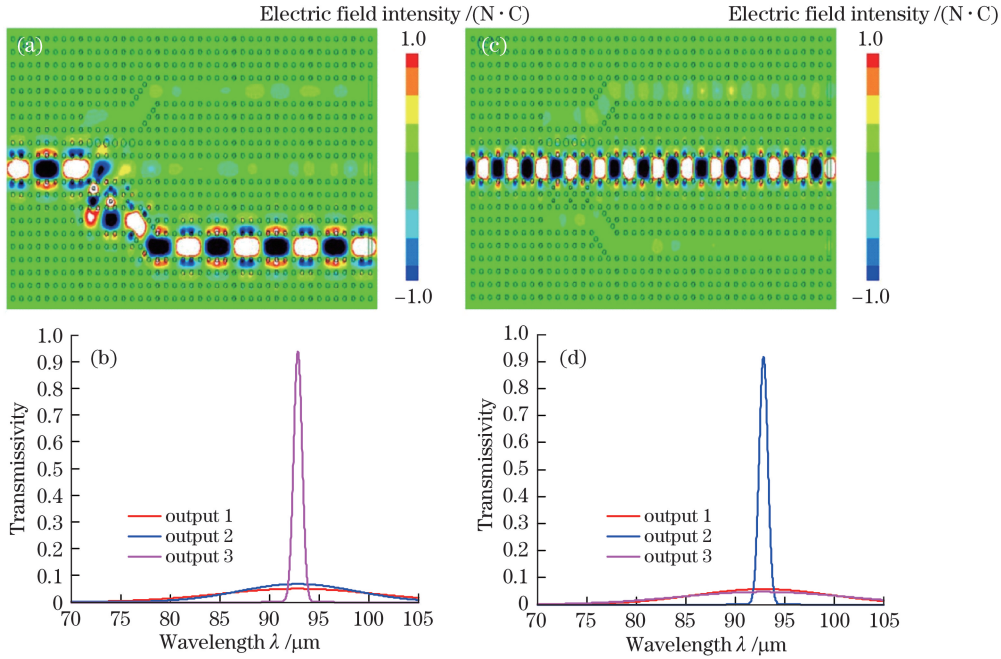 Electric field intensity /(N · C)
(a)
1.0
−1.0
Electric field intensity /(N · C)
(c)
1.0
−1.0
(b)
1.0
0.9
0.8
0.7
0.6
0.5
0.4
0.3
0.2
0.1
0
Transmissivity
output 1
output 2
output 3
70 75 80 85 90 95 100 105
Wavelength λ /μm
(d)
1.0
0.9
0.8
0.7
0.6
0.5
0.4
0.3
0.2
0.1
0
Transmissivity
output 1
output 2
output 3
70 75 80 85 90 95 100 105
Wavelength λ /μm